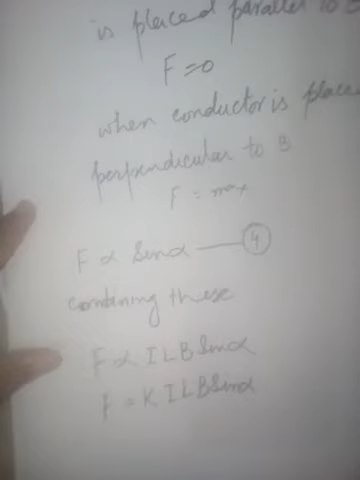 is placed parallel to B
F = 0
when conductor is place
perpendicular to B
F = max
F ∝ Sinα — 4
combining these
F ∝ I L B Sinα
F = K I L B Sinα